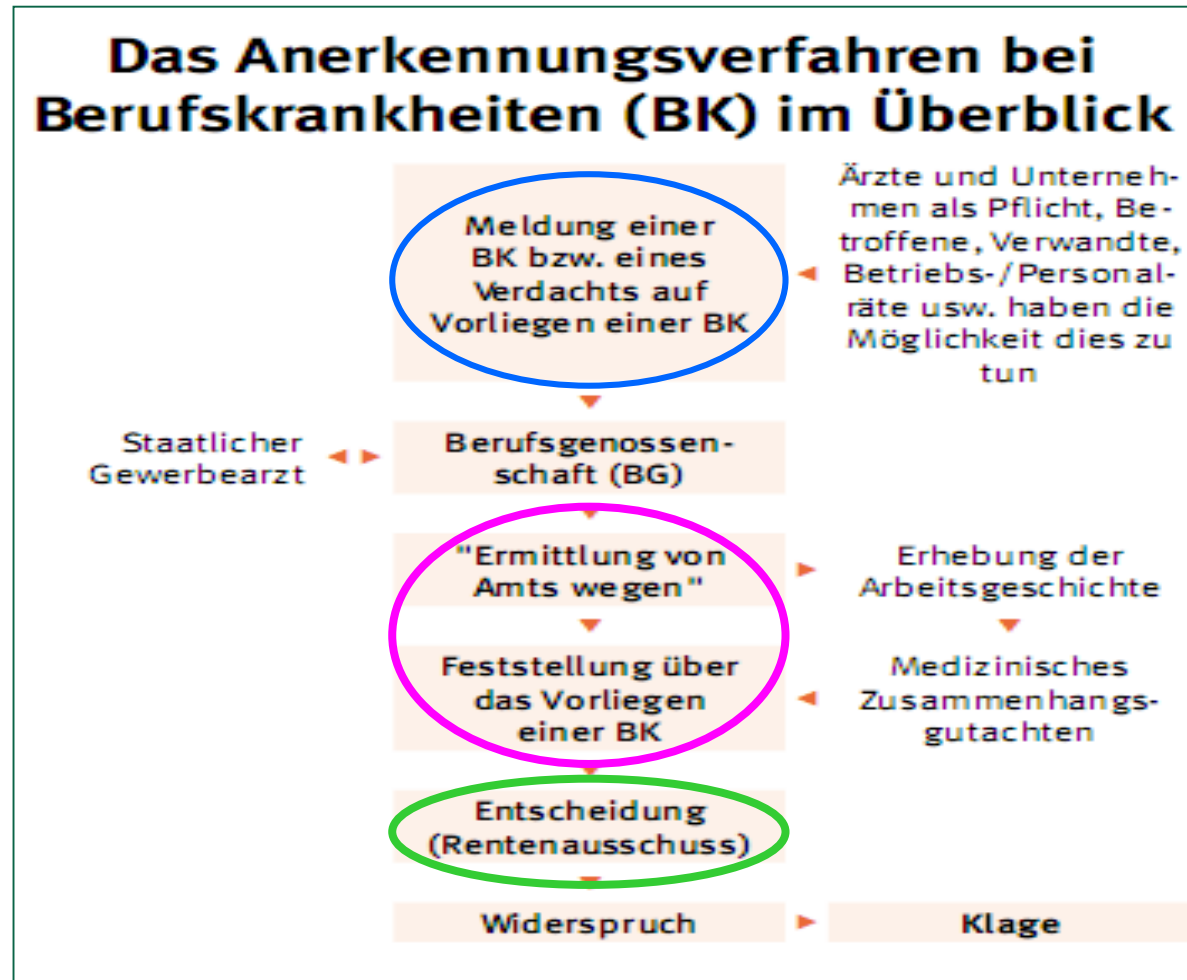 Das Anerkennungsverfahren bei
Berufskrankheiten (BK) im Überblick
Meldung einer
BK bzw. eines
Verdachts auf
Vorliegen einer BK
Ärzte und Unterneh-
men als Pflicht, Be-
troffene, Verwandte,
Betriebs-/Personal-
räte usw. haben die
Möglichkeit dies zu
tun
Staatlicher
Gewerbearzt
Berufsgenossen-
schaft (BG)
"Ermittlung von
Amts wegen"
Erhebung der
Arbeitsgeschichte
Feststellung über
das Vorliegen
einer BK
Medizinisches
Zusammenhangs-
gutachten
Entscheidung
(Rentenausschuss)
Widerspruch
Klage